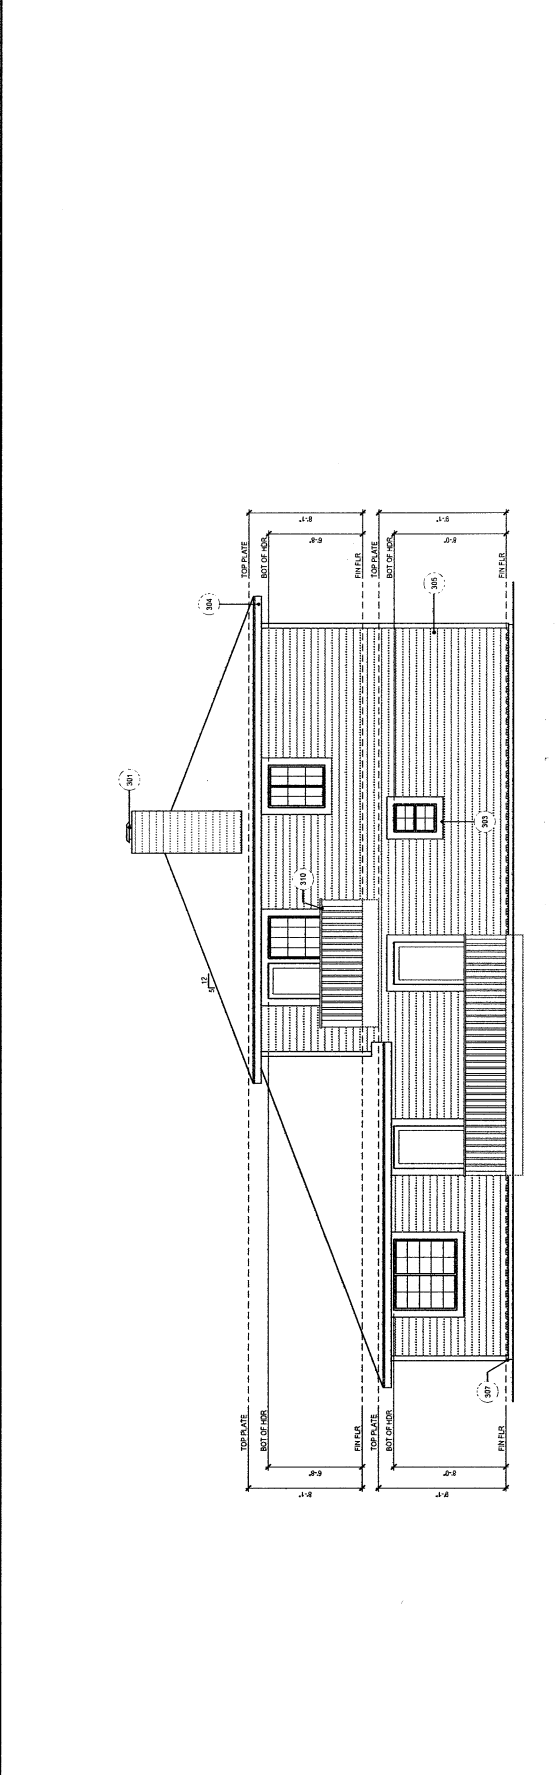 301
12
5
304
TOP PLATE
TOP PLATE
BOT OF HDR
BOT OF HDR
8'-1"
6'-8"
6'-8"
8'-1"
310
FIN FLR
FIN FLR
TOP PLATE
TOP PLATE
BOT OF HDR
BOT OF HDR
305
9'-1"
8'-0"
8'-0"
9'-1"
303
307
FIN FLR
FIN FLR